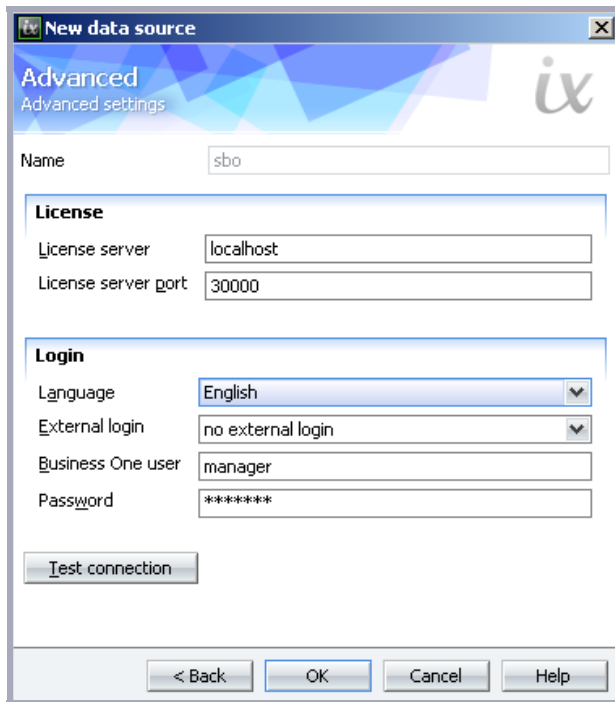 ix New data source
Advanced
Advanced settings
ix
Name sbo
License
License server localhost
License server port 30000
Login
Language English
External login no external login
Business One user manager
Password *******
Test connection
< Back OK Cancel Help